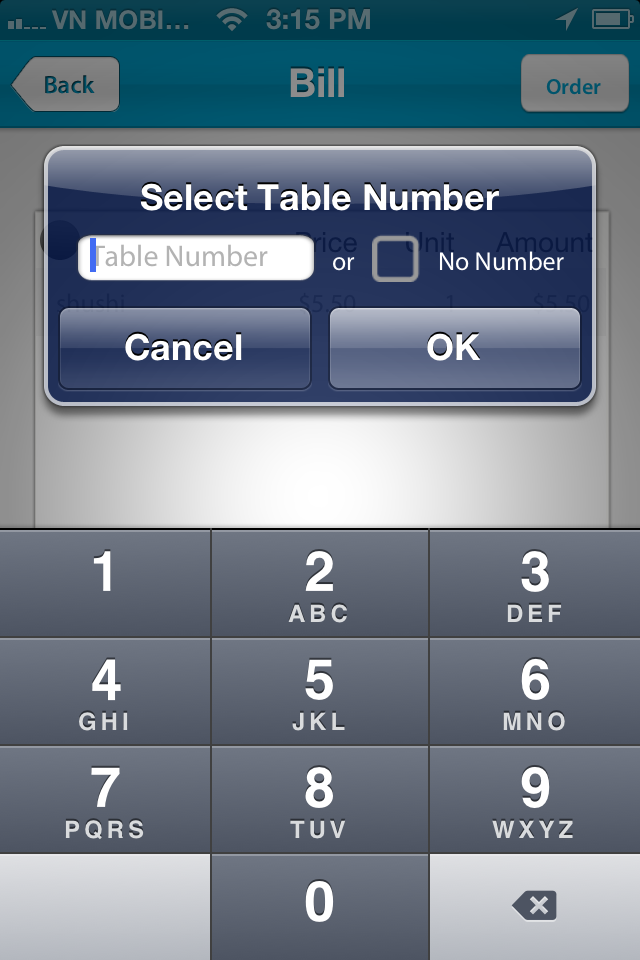 VN MOBI... 3:15 PM
Back Bill Order
Select Table Number
Price Unit Amount
Table Number or No Number
shushi $5.50 1 $5.50
Cancel OK
1 2 3
ABC DEF
4 5 6
GHI JKL MNO
7 8 9
PQRS TUV WXYZ
0